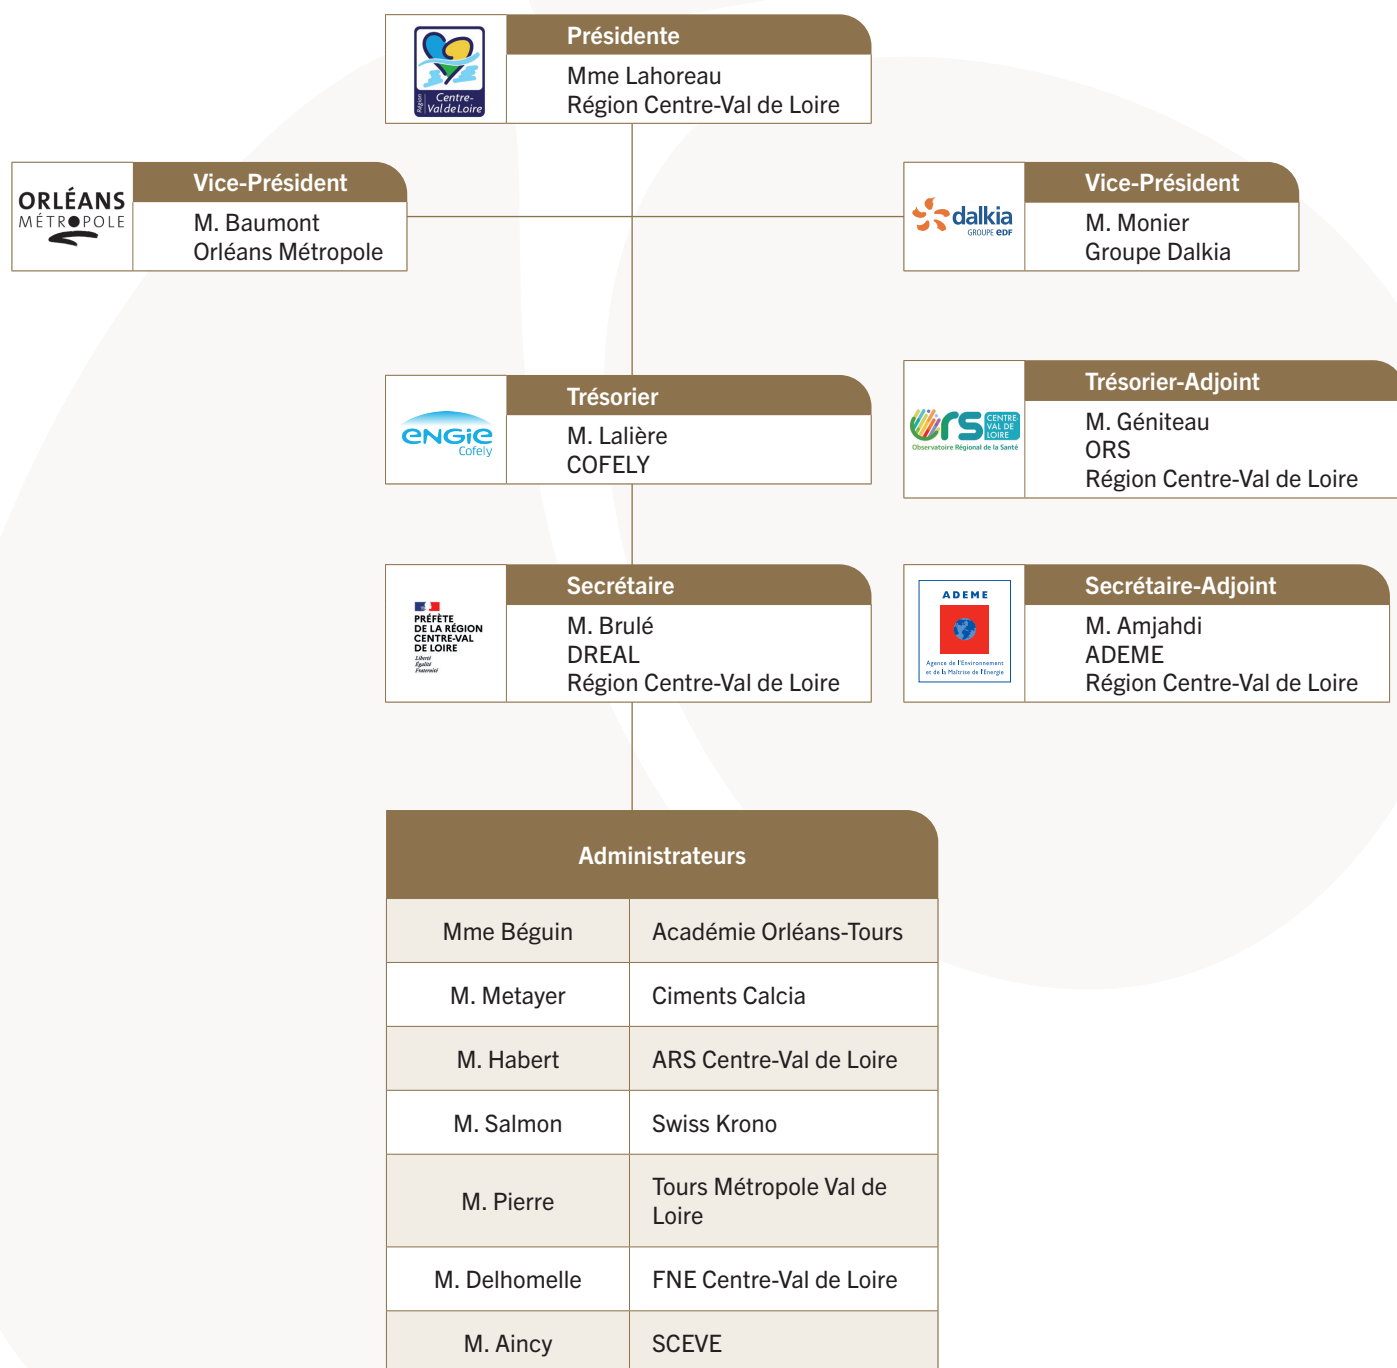 Région
Centre-
Val de Loire
Présidente
Mme Lahoreau
Région Centre-Val de Loire
ORLÉANS
MÉTROPOLE
Vice-Président
M. Baumont
Orléans Métropole
dalkia
GROUPE EDF
Vice-Président
M. Monier
Groupe Dalkia
ENGIE
Cofely
Trésorier
M. Lalière
COFELY
ORS
CENTRE
VAL DE
LOIRE
Observatoire Régional de la Santé
Trésorier-Adjoint
M. Géniteau
ORS
Région Centre-Val de Loire
PRÉFÈTE
DE LA RÉGION
CENTRE-VAL
DE LOIRE
Liberté
Égalité
Fraternité
Secrétaire
M. Brulé
DREAL
Région Centre-Val de Loire
ADEME
Agence de l'Environnement
et de la Maîtrise de l'Energie
Secrétaire-Adjoint
M. Amjahdi
ADEME
Région Centre-Val de Loire
Administrateurs
Mme Béguin Académie Orléans-Tours
M. Metayer Ciments Calcia
M. Habert ARS Centre-Val de Loire
M. Salmon Swiss Krono
M. Pierre Tours Métropole Val de
Loire
M. Delhomelle FNE Centre-Val de Loire
M. Aincy SCEVE